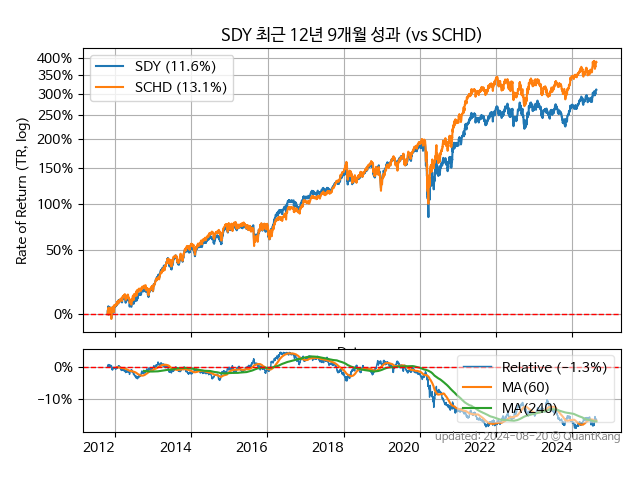 SDY 최근 12년 9개월 성과 (vs SCHD)
Rate of Return (TR, log)
400%
350%
300%
250%
200%
150%
100%
50%
0%
SDY (11.6%)
SCHD (13.1%)
0%
−10%
Relative (−1.3%)
MA(60)
MA(240)
2012 2014 2016 2018 2020 2022 2024
updated: 2024-08-20 © QuantKang